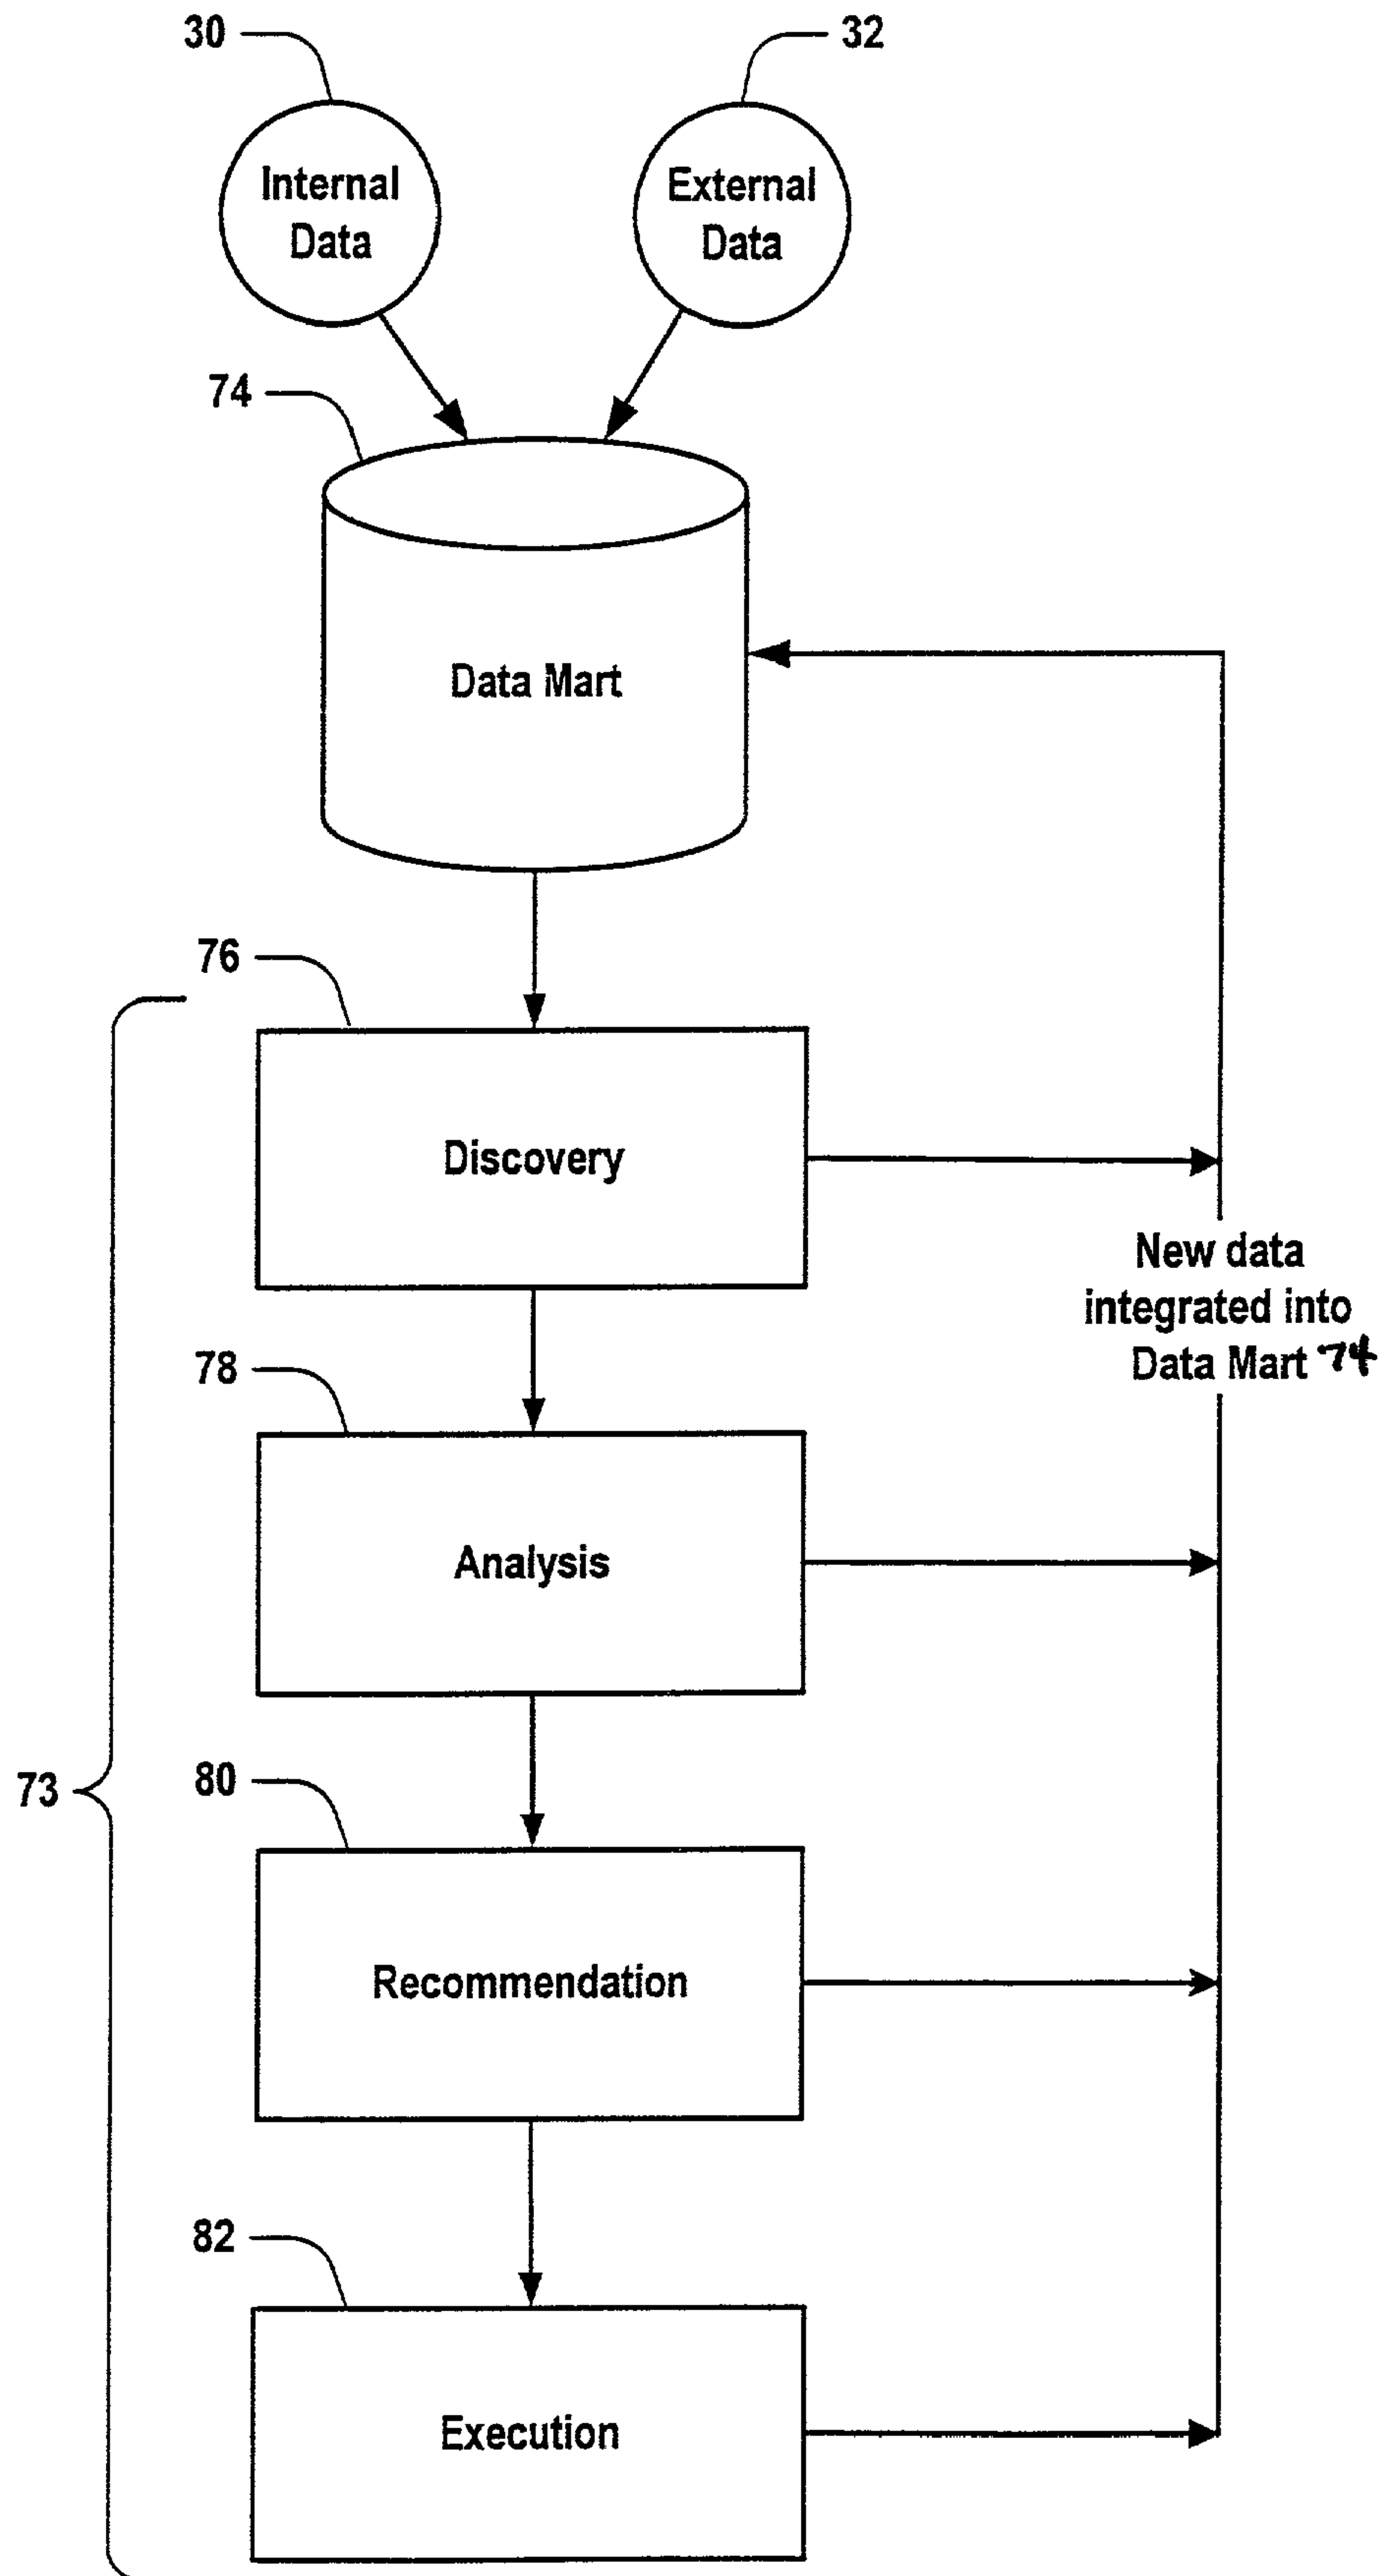 30
32
Internal
Data
External
Data
74
Data Mart
76
Discovery
New data
integrated into
Data Mart 74
78
Analysis
73
80
Recommendation
82
Execution